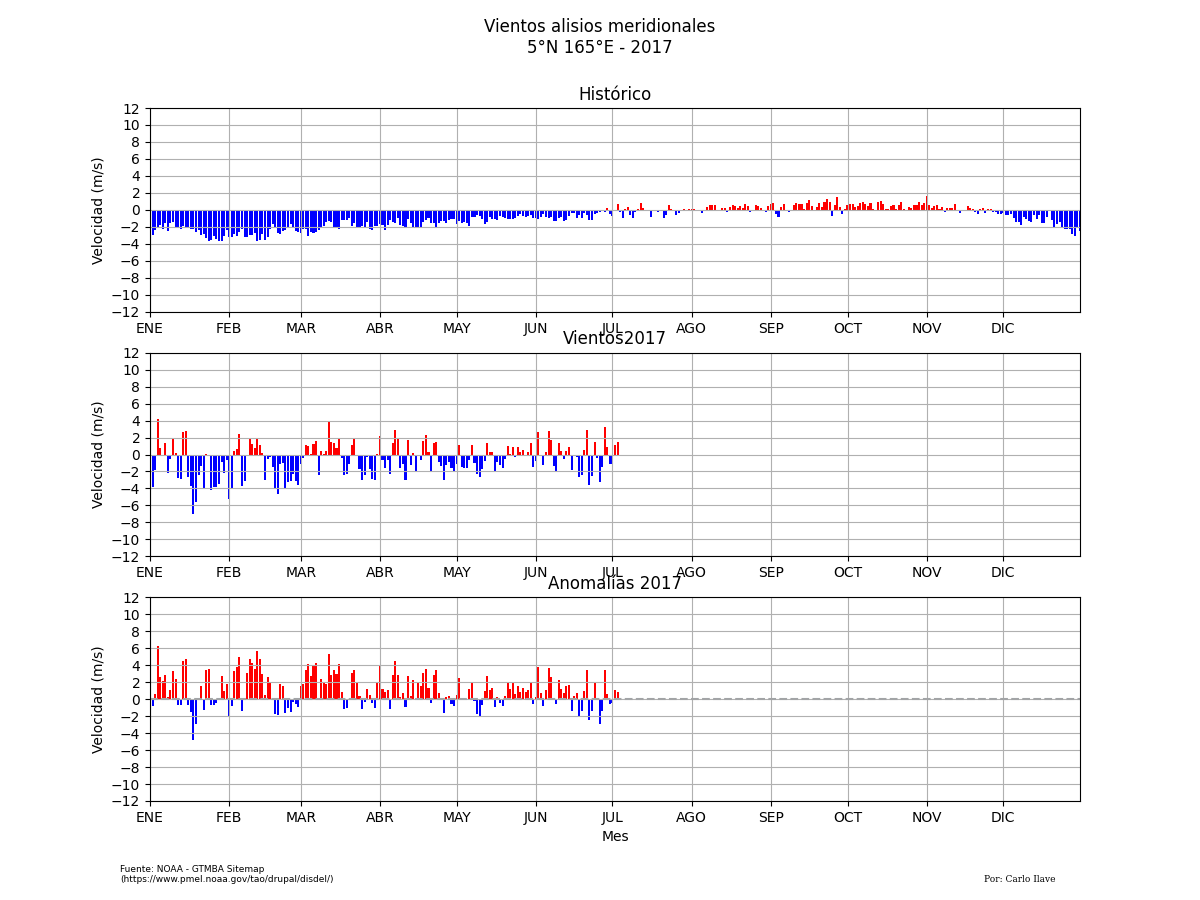 Vientos alisios meridionales
5°N 165°E - 2017
Histórico
12
10
8
6
4
2
0
−2
−4
−6
−8
−10
−12
Velocidad (m/s)
ENE FEB MAR ABR MAY JUN JUL AGO SEP OCT NOV DIC
Vientos2017
12
10
8
6
4
2
0
−2
−4
−6
−8
−10
−12
Velocidad (m/s)
ENE FEB MAR ABR MAY JUN JUL AGO SEP OCT NOV DIC
Anomalías 2017
12
10
8
6
4
2
0
−2
−4
−6
−8
−10
−12
Velocidad (m/s)
ENE FEB MAR ABR MAY JUN JUL AGO SEP OCT NOV DIC
Mes
Fuente: NOAA - GTMBA Sitemap
(https://www.pmel.noaa.gov/tao/drupal/disdel/)
Por: Carlo Ilave